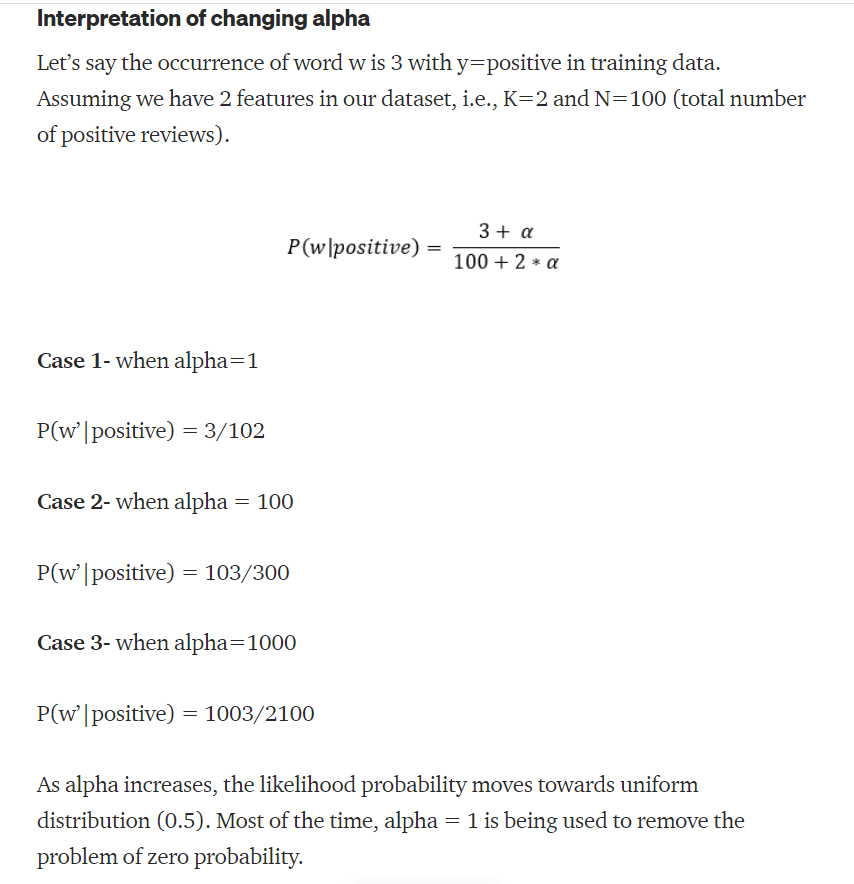 Interpretation of changing alpha
Let’s say the occurrence of word w is 3 with y=positive in training data.
Assuming we have 2 features in our dataset, i.e., K=2 and N=100 (total number
of positive reviews).
P(w|positive) = 3 + α / 100 + 2 * α
Case 1- when alpha=1
P(w’|positive) = 3/102
Case 2- when alpha = 100
P(w’|positive) = 103/300
Case 3- when alpha=1000
P(w’|positive) = 1003/2100
As alpha increases, the likelihood probability moves towards uniform
distribution (0.5). Most of the time, alpha = 1 is being used to remove the
problem of zero probability.